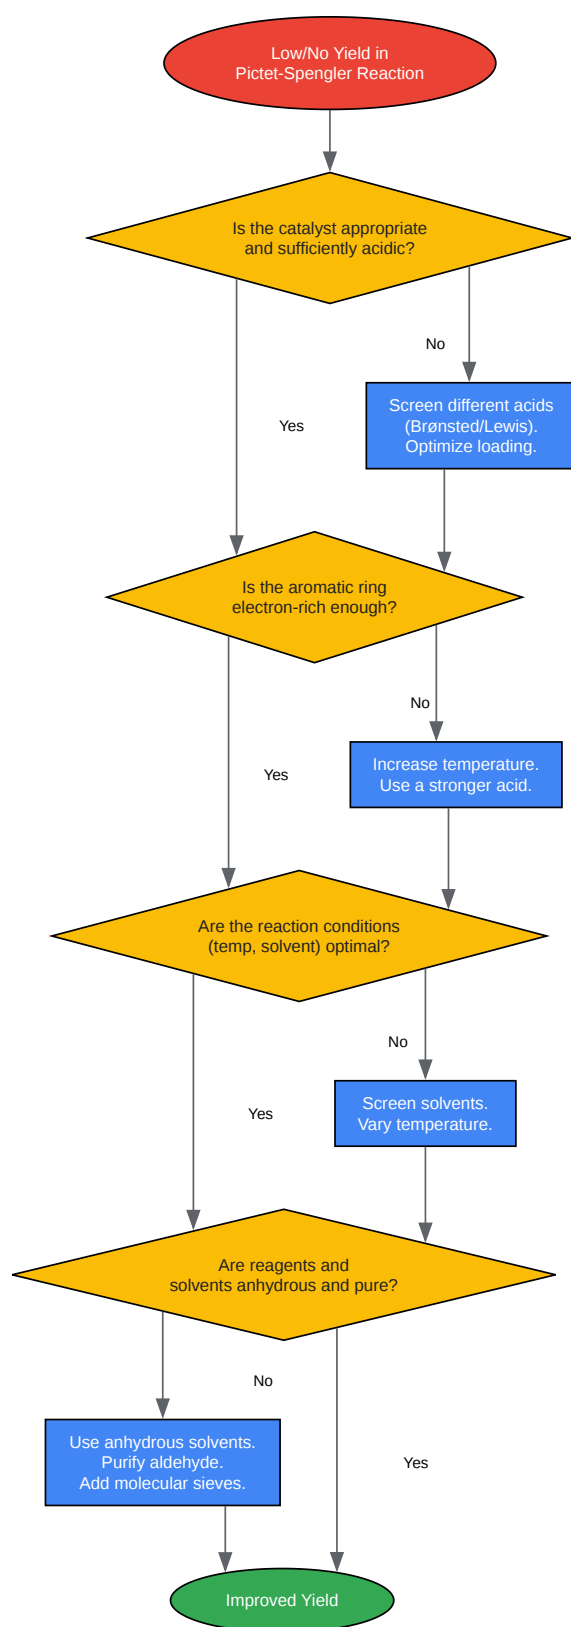 Low/No Yield in
Pictet-Spengler Reaction
Is the catalyst appropriate
and sufficiently acidic?
No
Screen different acids
(Brønsted/Lewis).
Optimize loading.
Yes
Is the aromatic ring
electron-rich enough?
No
Increase temperature.
Use a stronger acid.
Yes
Are the reaction conditions
(temp, solvent) optimal?
No
Screen solvents.
Vary temperature.
Yes
Are reagents and
solvents anhydrous and pure?
No
Use anhydrous solvents.
Purify aldehyde.
Add molecular sieves.
Yes
Improved Yield